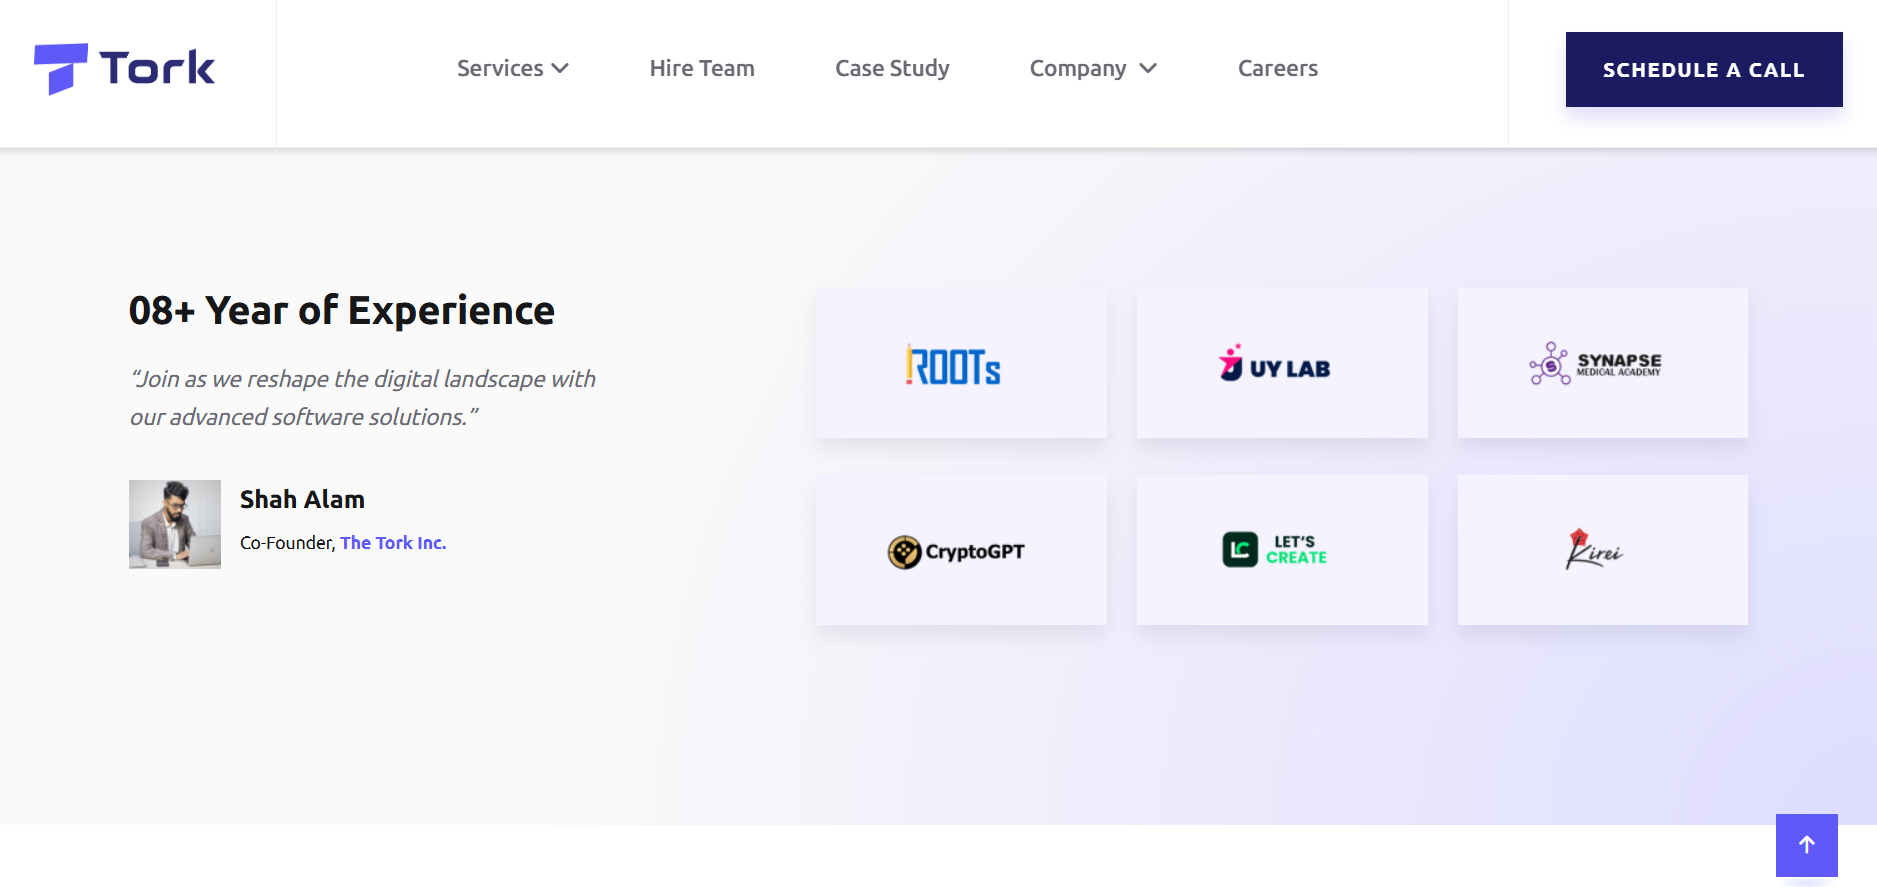 Tork
Services
Hire Team
Case Study
Company
Careers
SCHEDULE A CALL
08+ Year of Experience
“Join as we reshape the digital landscape with
our advanced software solutions.”
Shah Alam
Co-Founder, The Tork Inc.
ROOTs
UY LAB
SYNAPSE
MEDICAL ACADEMY
CryptoGPT
LC LET'S
CREATE
Kirei